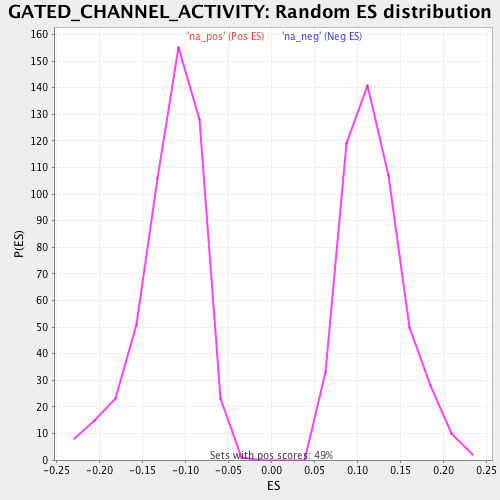 GATED_CHANNEL_ACTIVITY: Random ES distribution
'na_pos' (Pos ES) 'na_neg' (Neg ES)
160
150
140
130
120
110
100
90
80
70
60
50
40
30
20
10
0
P(ES)
Sets with pos scores: 49%
-0.25 -0.20 -0.15 -0.10 -0.05 0.00 0.05 0.10 0.15 0.20 0.25
ES